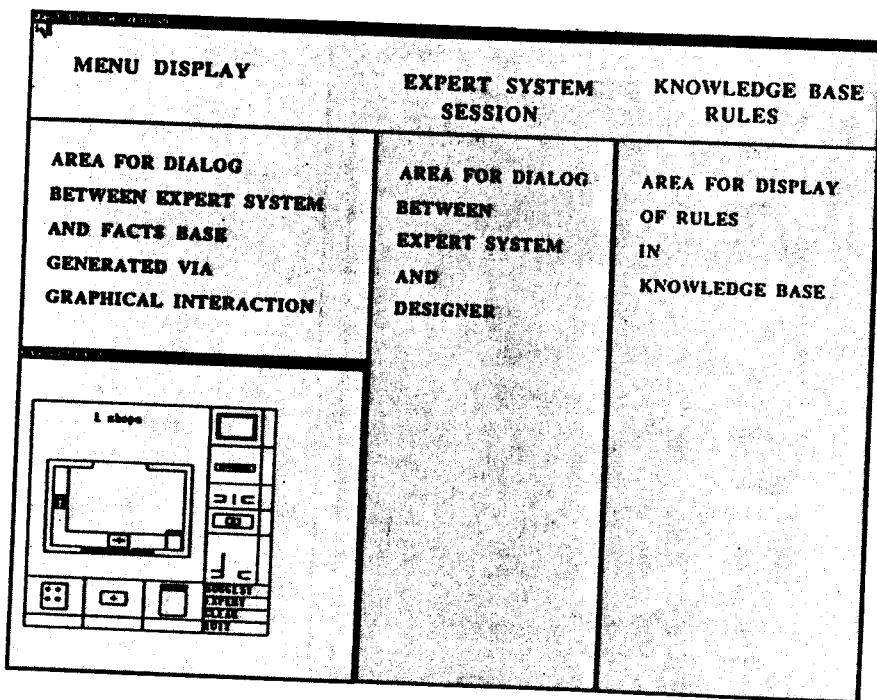 MENU DISPLAY
EXPERT SYSTEM
SESSION
KNOWLEDGE BASE
RULES
AREA FOR DIALOG
BETWEEN EXPERT SYSTEM
AND FACTS BASE
GENERATED VIA
GRAPHICAL INTERACTION
AREA FOR DIALOG
BETWEEN
EXPERT SYSTEM
AND
DESIGNER
AREA FOR DISPLAY
OF RULES
IN
KNOWLEDGE BASE
L shape
SUGGEST
EXPERT
CLEAR
QUIT